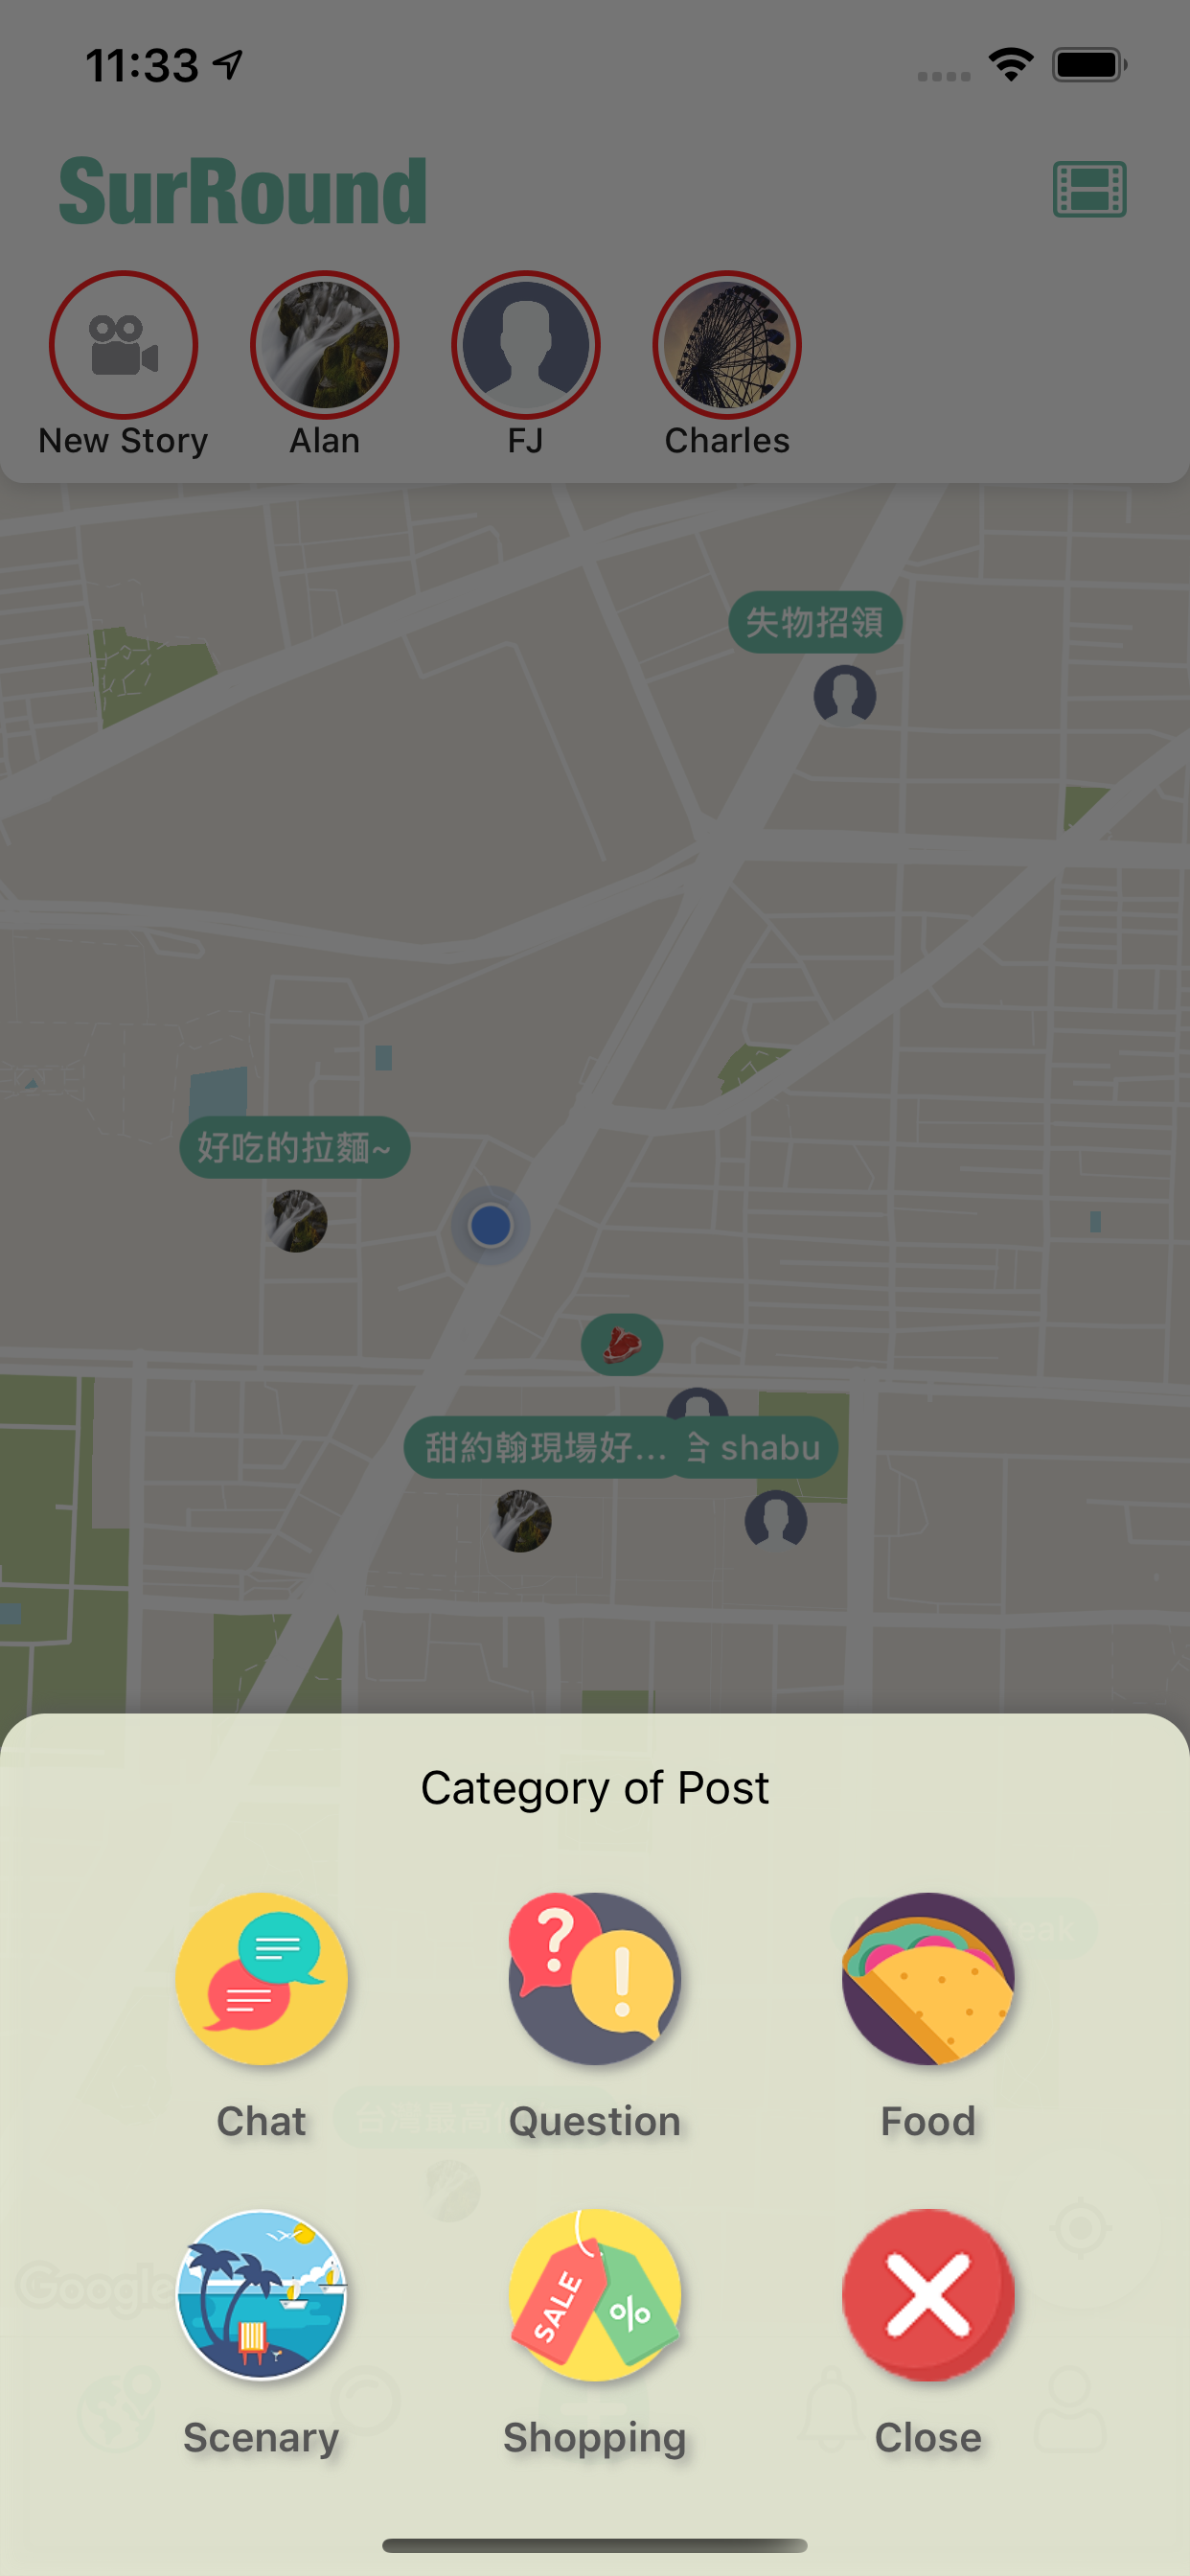 11:33
SurRound
New Story
Alan
FJ
Charles
失物招領
好吃的拉麵~
甜約翰現場好...
shabu
Category of Post
Chat
Question
Food
SALE
%
Scenary
Shopping
Close
Google